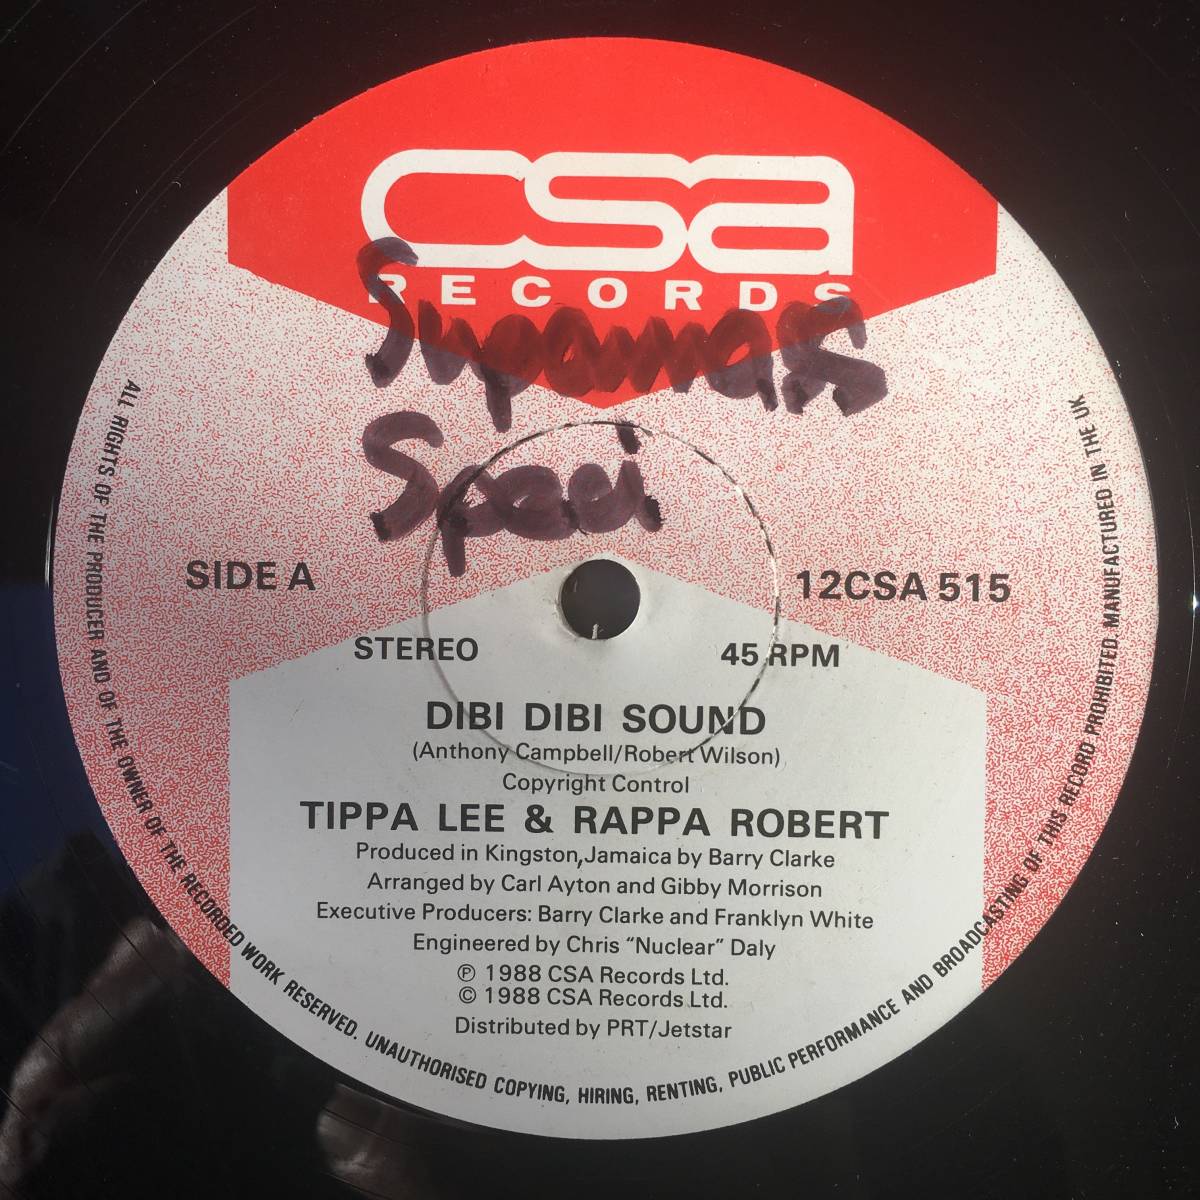 csa
RECORDS
SIDE A
12CSA 515
STEREO
45 RPM
DIBI DIBI SOUND
(Anthony Campbell/Robert Wilson)
Copyright Control
TIPPA LEE & RAPPA ROBERT
Produced in Kingston, Jamaica by Barry Clarke
Arranged by Carl Ayton and Gibby Morrison
Executive Producers: Barry Clarke and Franklyn White
Engineered by Chris "Nuclear" Daly
℗ 1988 CSA Records Ltd.
© 1988 CSA Records Ltd.
Distributed by PRT/Jetstar
ALL RIGHTS OF THE PRODUCER AND OF THE OWNER OF THE RECORDED WORK RESERVED. UNAUTHORISED COPYING, HIRING, RENTING, PUBLIC PERFORMANCE AND BROADCASTING OF THIS RECORD PROHIBITED MANUFACTURED IN THE UK